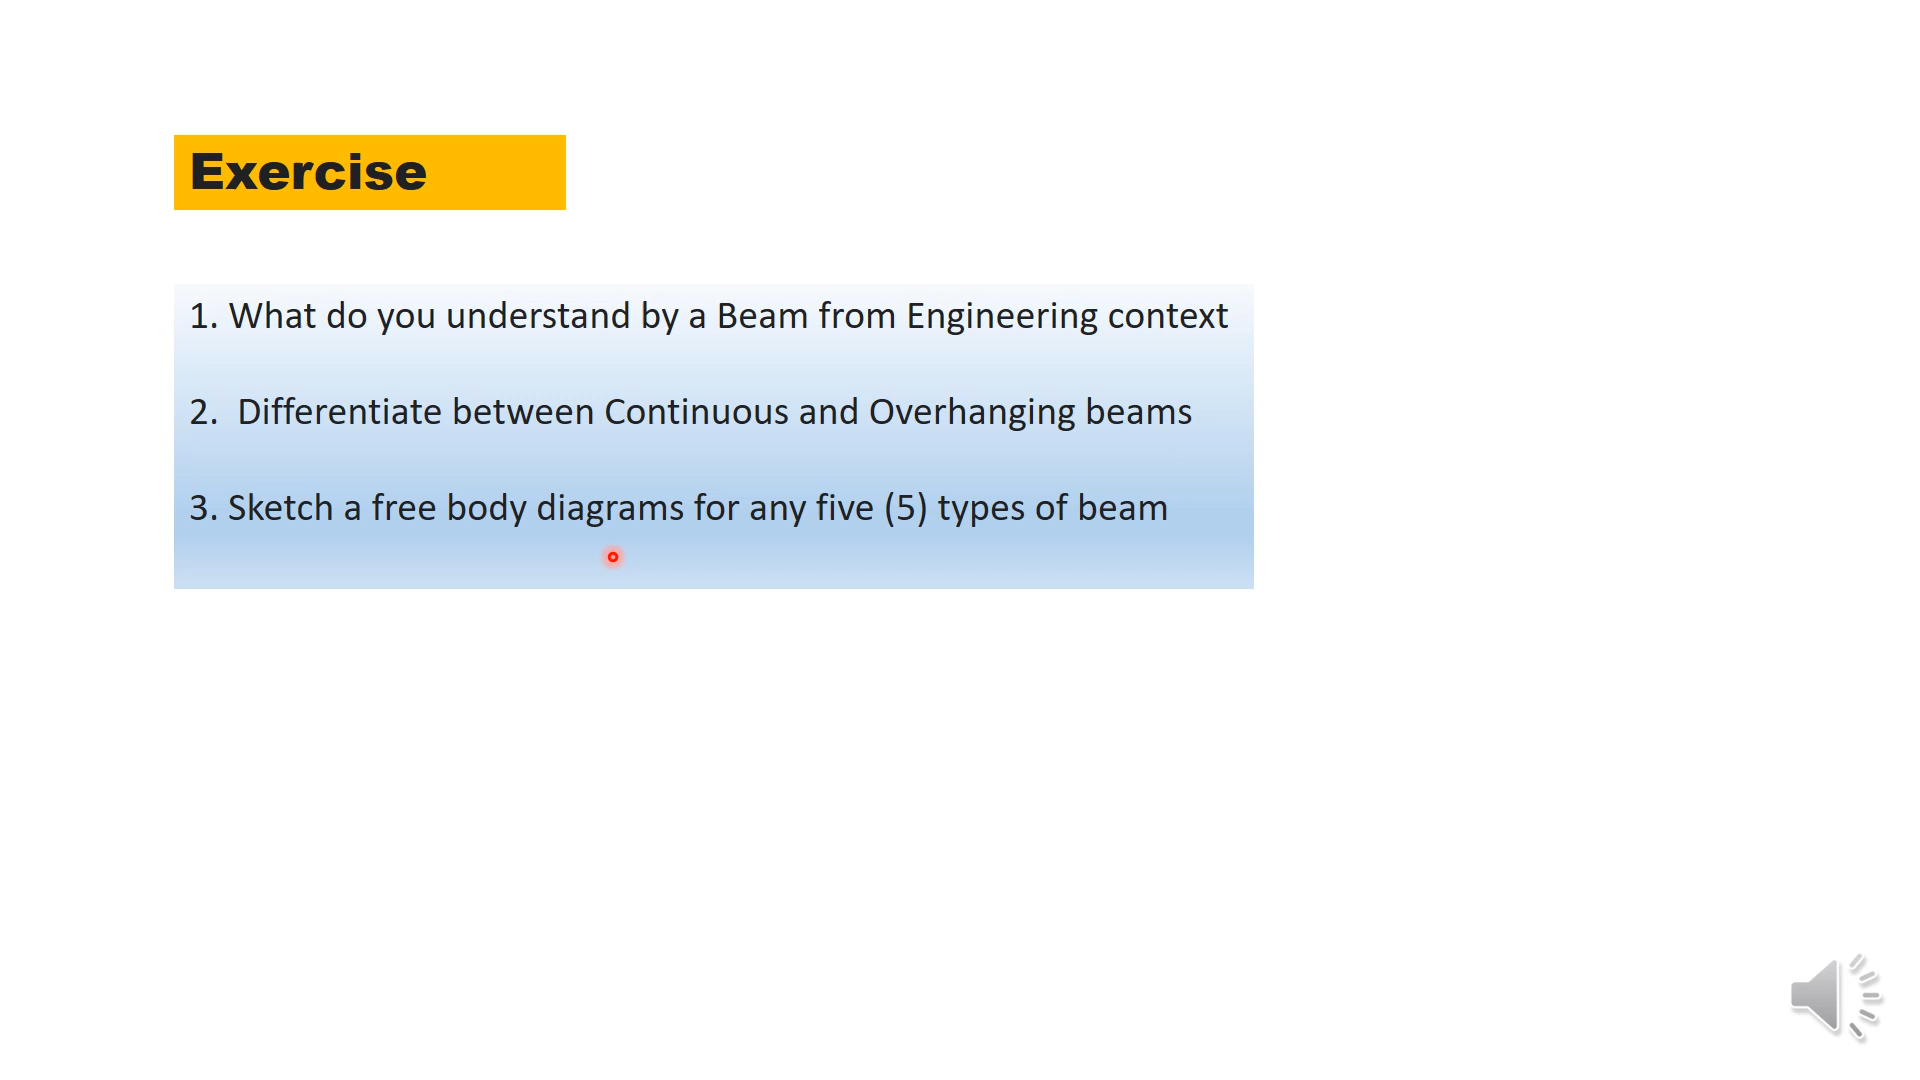 Exercise
1. What do you understand by a Beam from Engineering context
2. Differentiate between Continuous and Overhanging beams
3. Sketch a free body diagrams for any five (5) types of beam